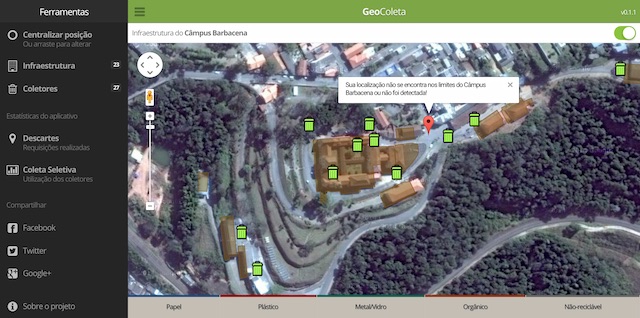 Ferramentas
GeoColeta
v0.1.1
Centralizar posição
Ou arraste para alterar
Infraestrutura 23
Coletores 27
Estatísticas do aplicativo
Descartes
Requisições realizadas
Coleta Seletiva
Utilização dos coletores
Compartilhar
Facebook
Twitter
Google+
Sobre o projeto
Infraestrutura do Câmpus Barbacena
Sua localização não se encontra nos limites do Câmpus
Barbacena ou não foi detectada!
Papel
Plástico
Metal/Vidro
Orgânico
Não-reciclável